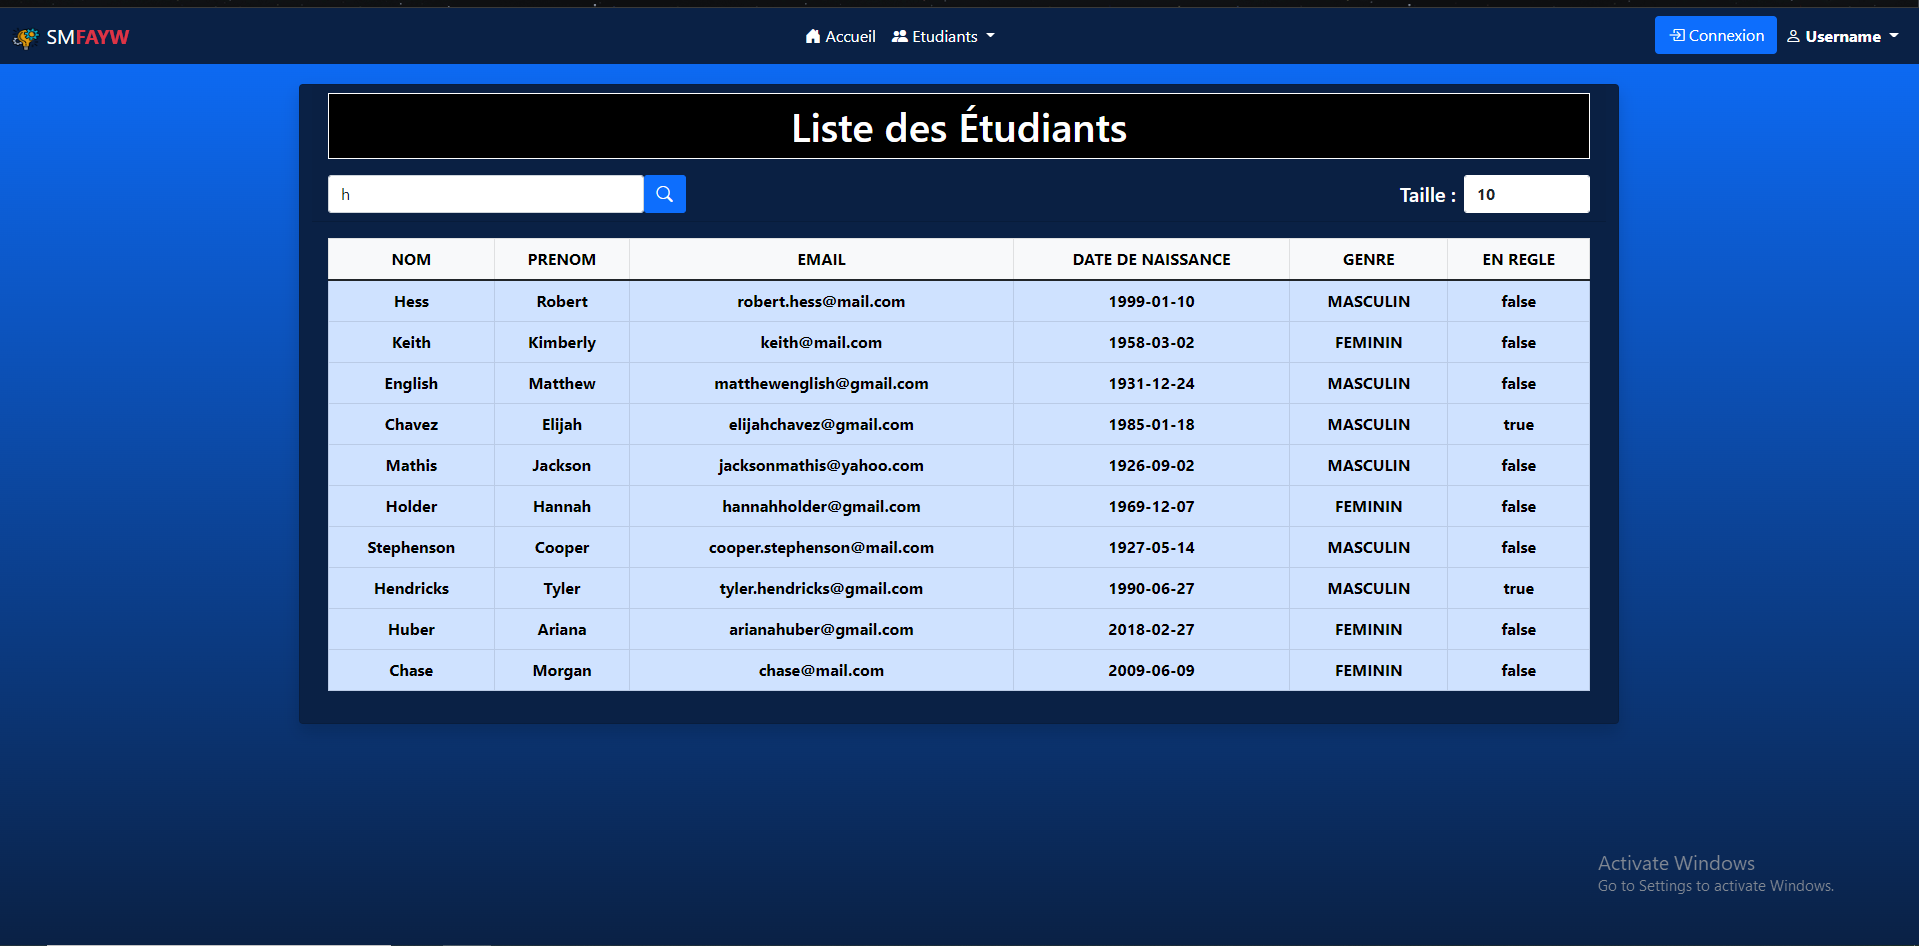 SMFAYW Accueil Etudiants Connexion Username
Liste des Étudiants
h Taille : 10
NOM PRENOM EMAIL DATE DE NAISSANCE GENRE EN REGLE
Hess Robert robert.hess@mail.com 1999-01-10 MASCULIN false
Keith Kimberly keith@mail.com 1958-03-02 FEMININ false
English Matthew matthewenglish@gmail.com 1931-12-24 MASCULIN false
Chavez Elijah elijahchavez@gmail.com 1985-01-18 MASCULIN true
Mathis Jackson jacksonmathis@yahoo.com 1926-09-02 MASCULIN false
Holder Hannah hannahholder@gmail.com 1969-12-07 FEMININ false
Stephenson Cooper cooper.stephenson@mail.com 1927-05-14 MASCULIN false
Hendricks Tyler tyler.hendricks@gmail.com 1990-06-27 MASCULIN true
Huber Ariana arianahuber@gmail.com 2018-02-27 FEMININ false
Chase Morgan chase@mail.com 2009-06-09 FEMININ false
Activate Windows
Go to Settings to activate Windows.